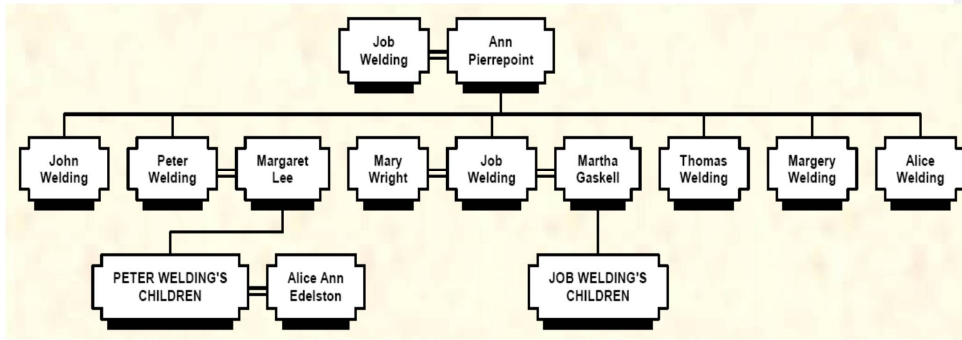 Job
Welding
Ann
Pierrepoint
John
Welding
Peter
Welding
Margaret
Lee
Mary
Wright
Job
Welding
Martha
Gaskell
Thomas
Welding
Margery
Welding
Alice
Welding
PETER WELDING'S
CHILDREN
Alice Ann
Edelston
JOB WELDING'S
CHILDREN